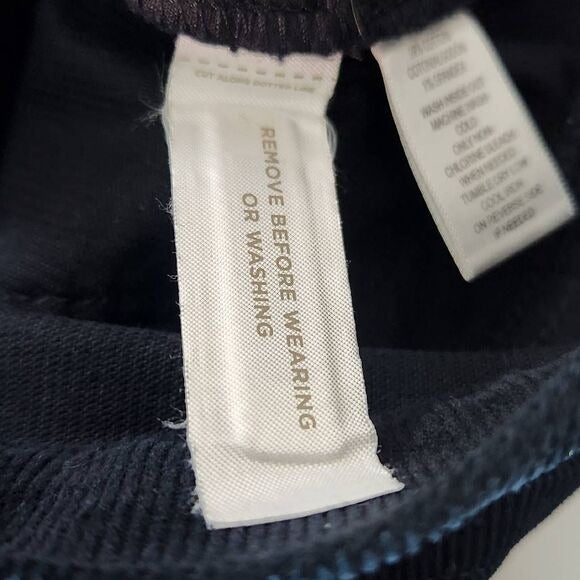 CUT ALONG DOTTED LINE
REMOVE BEFORE WEARING
OR WASHING
WASH INSIDE OUT
MACHINE WASH
COLD
ONLY NON-
CHLORINE BLEACH
WHEN NEEDED
TUMBLE DRY LOW
COOL IRON
ON REVERSE SIDE
IF NEEDED